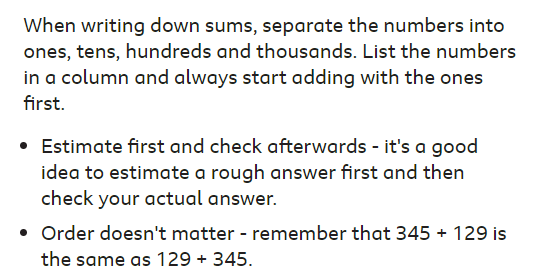 When writing down sums, separate the numbers into
ones, tens, hundreds and thousands. List the numbers
in a column and always start adding with the ones
first.
• Estimate first and check afterwards - it's a good
idea to estimate a rough answer first and then
check your actual answer.
• Order doesn't matter - remember that 345 + 129 is
the same as 129 + 345.